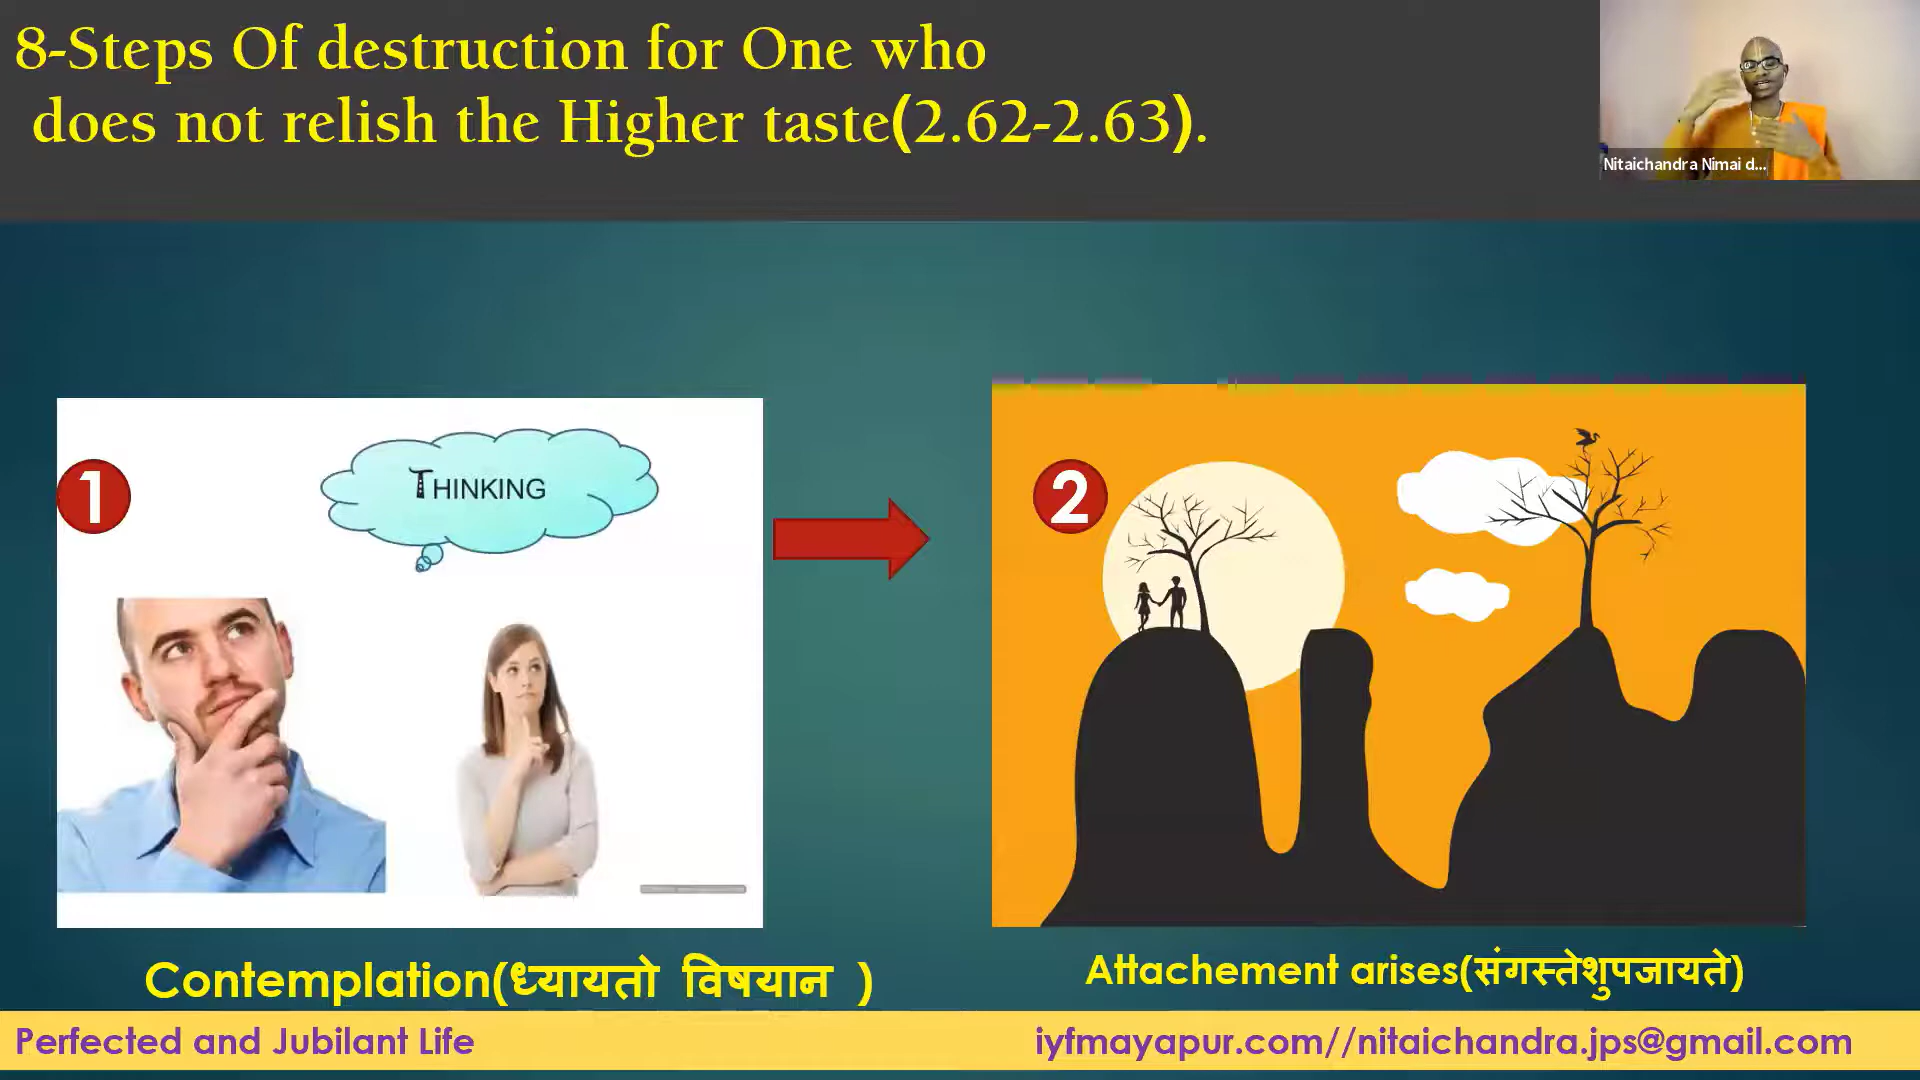 8-Steps Of destruction for One who
does not relish the Higher taste(2.62-2.63).
Nitaichandra Nimai d...
1
THINKING
2
Contemplation(ध्यायतो विषयान )
Attachement arises(संगस्तेशुपजायते)
Perfected and Jubilant Life
iyfmayapur.com//nitaichandra.jps@gmail.com